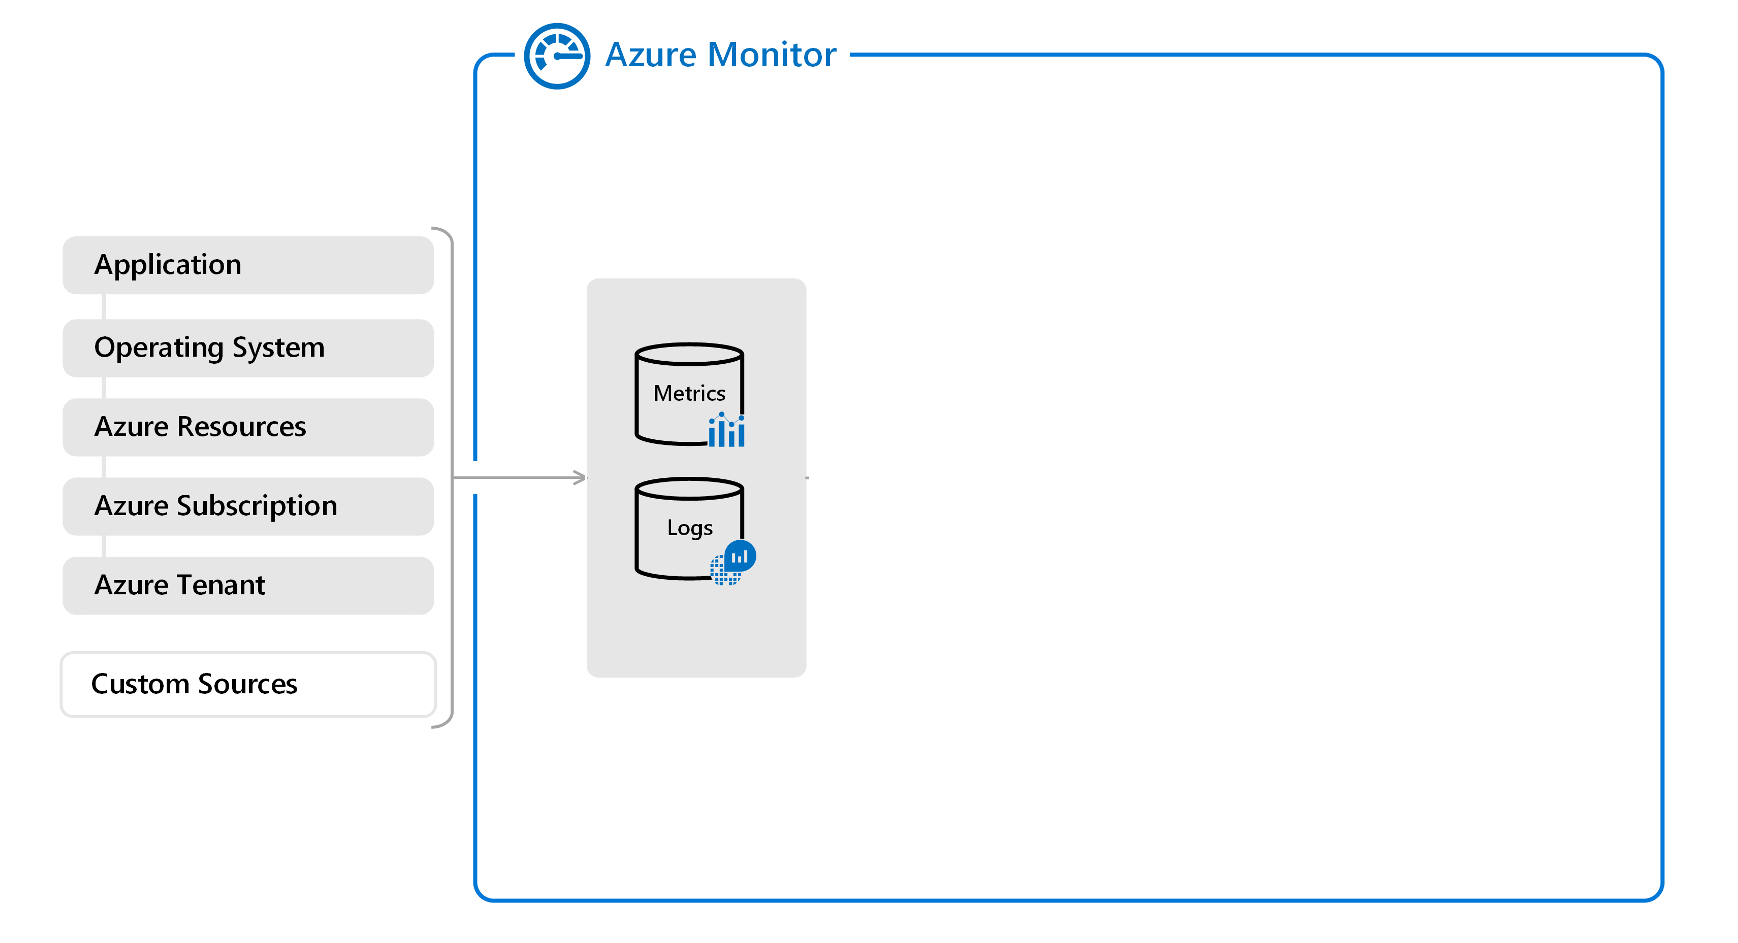 Azure Monitor
Application
Operating System
Azure Resources
Azure Subscription
Azure Tenant
Custom Sources
Metrics
Logs